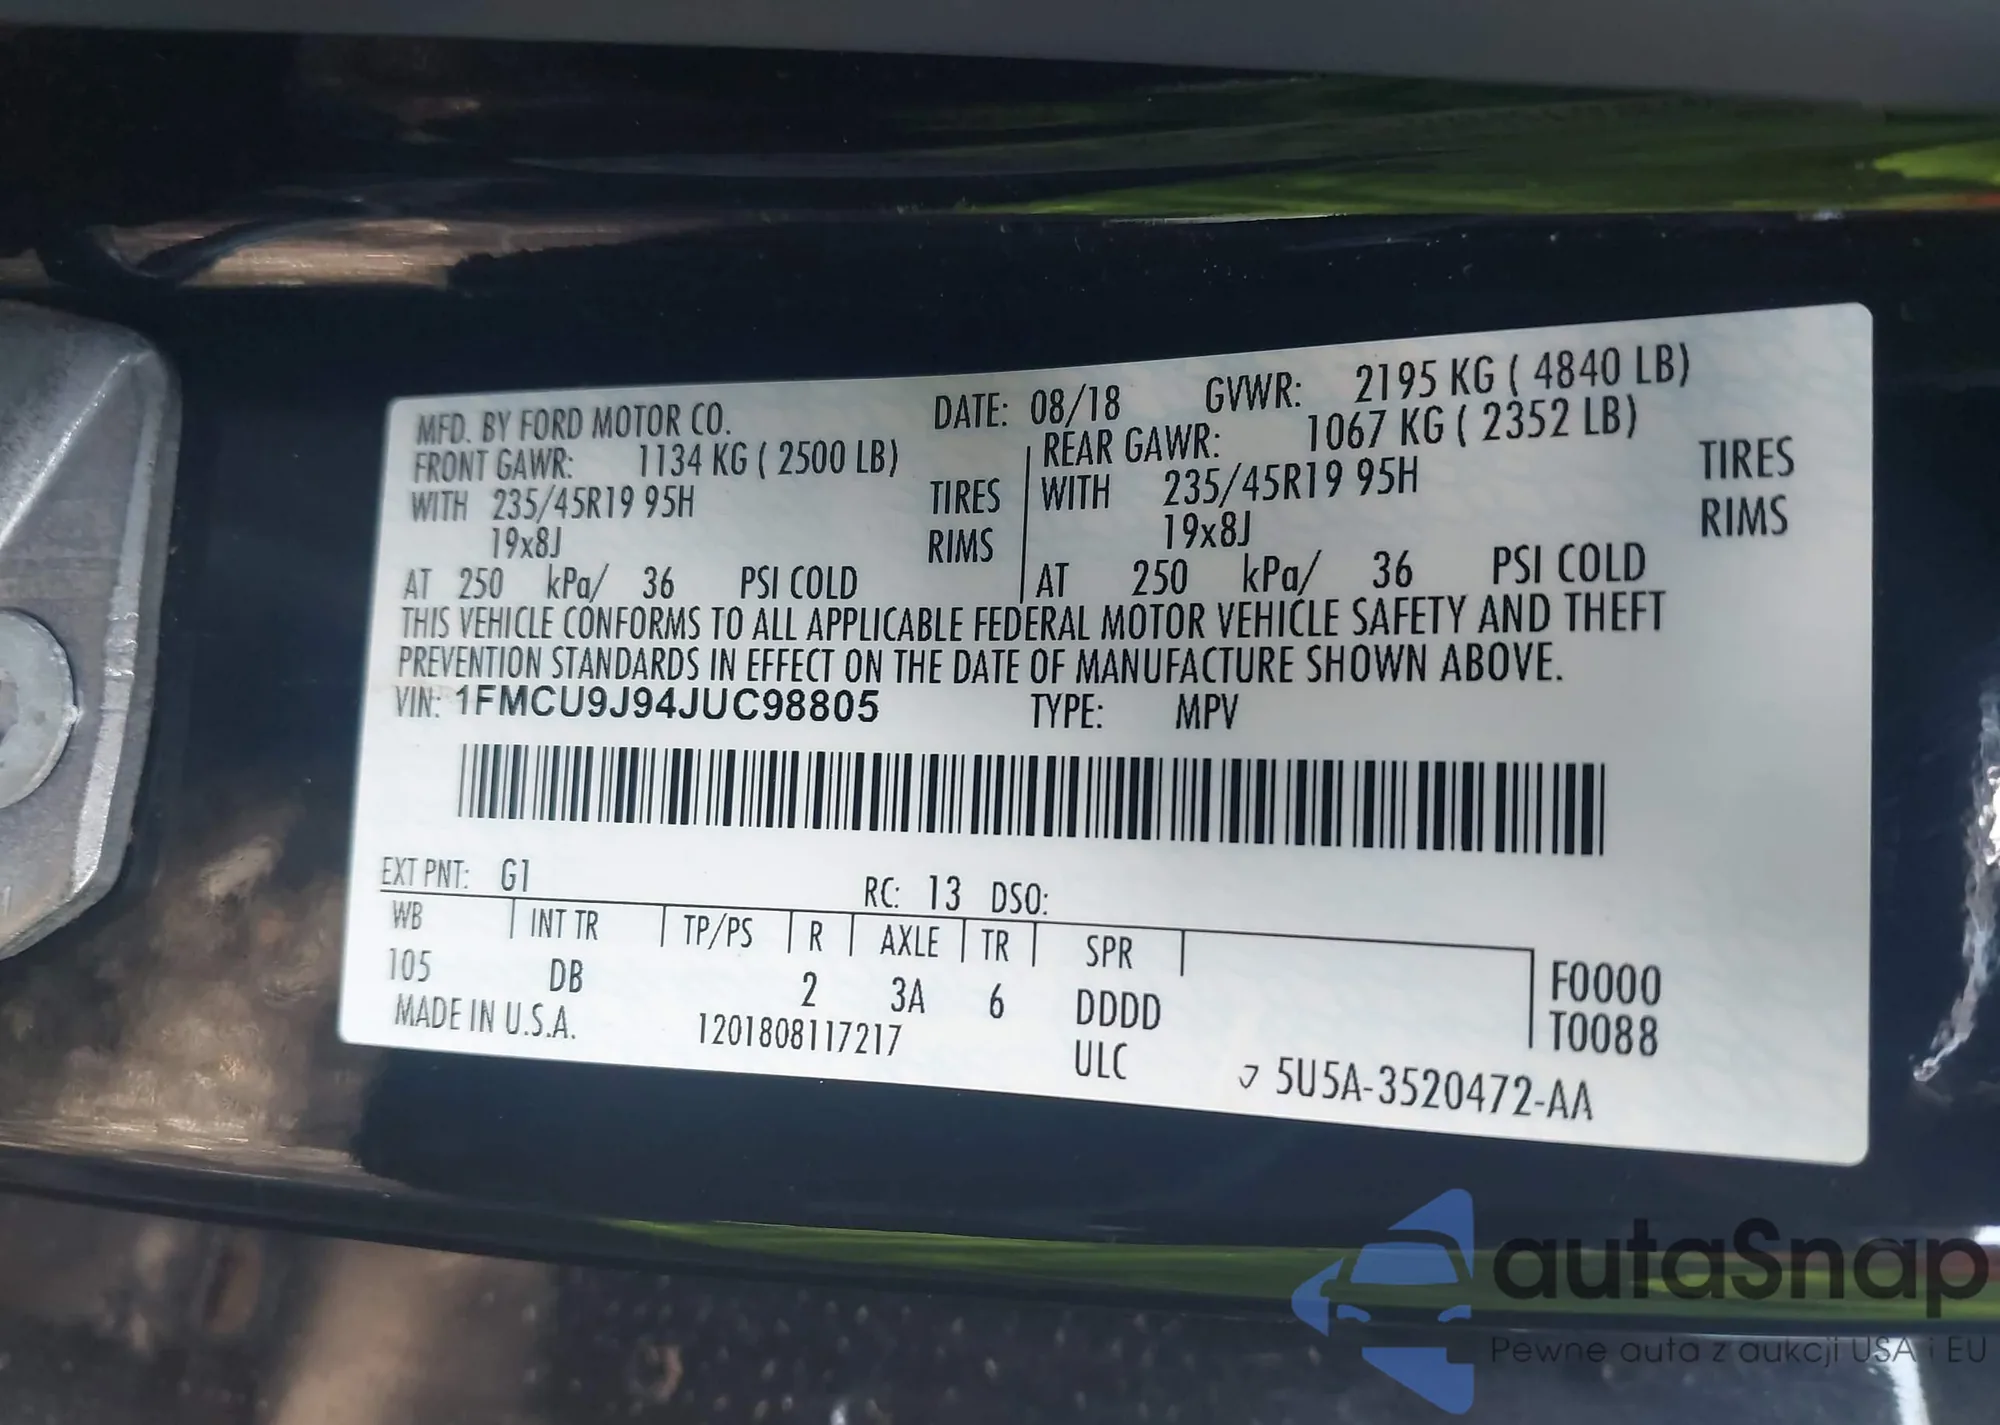 MFD. BY FORD MOTOR CO. DATE: 08/18 GVWR: 2195 KG ( 4840 LB)
FRONT GAWR: 1134 KG ( 2500 LB) REAR GAWR: 1067 KG ( 2352 LB)
WITH 235/45R19 95H TIRES WITH 235/45R19 95H TIRES
19x8J RIMS 19x8J RIMS
AT 250 kPa/ 36 PSI COLD AT 250 kPa/ 36 PSI COLD
THIS VEHICLE CONFORMS TO ALL APPLICABLE FEDERAL MOTOR VEHICLE SAFETY AND THEFT
PREVENTION STANDARDS IN EFFECT ON THE DATE OF MANUFACTURE SHOWN ABOVE.
VIN: 1FMCU9J94JUC98805 TYPE: MPV
EXT PNT: G1 RC: 13 DSO:
WB INT TR TP/PS R AXLE TR SPR
105 DB 2 3A 6 DDDD F0000
MADE IN U.S.A. 1201808117217 ULC T0088
5U5A-3520472-AA
autaSnap
Pewne auta z aukcji USA i EU